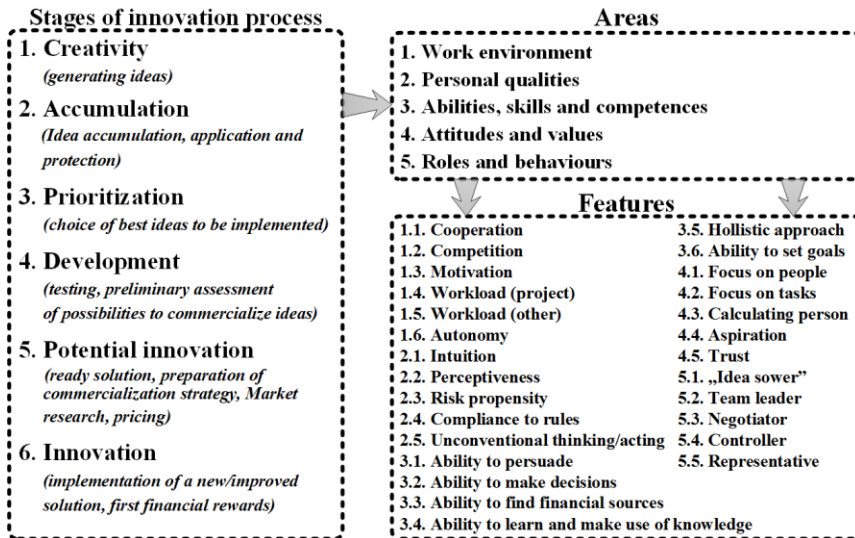 Stages of innovation process
1. Creativity
(generating ideas)
2. Accumulation
(Idea accumulation, application and
protection)
3. Prioritization
(choice of best ideas to be implemented)
4. Development
(testing, preliminary assessment
of possibilities to commercialize ideas)
5. Potential innovation
(ready solution, preparation of
commercialization strategy, Market
research, pricing)
6. Innovation
(implementation of a new/improved
solution, first financial rewards)
Areas
1. Work environment
2. Personal qualities
3. Abilities, skills and competences
4. Attitudes and values
5. Roles and behaviours
Features
1.1. Cooperation
1.2. Competition
1.3. Motivation
1.4. Workload (project)
1.5. Workload (other)
1.6. Autonomy
2.1. Intuition
2.2. Perceptiveness
2.3. Risk propensity
2.4. Compliance to rules
2.5. Unconventional thinking/acting
3.1. Ability to persuade
3.2. Ability to make decisions
3.3. Ability to find financial sources
3.4. Ability to learn and make use of knowledge
3.5. Hollistic approach
3.6. Ability to set goals
4.1. Focus on people
4.2. Focus on tasks
4.3. Calculating person
4.4. Aspiration
4.5. Trust
5.1. „Idea sower”
5.2. Team leader
5.3. Negotiator
5.4. Controller
5.5. Representative